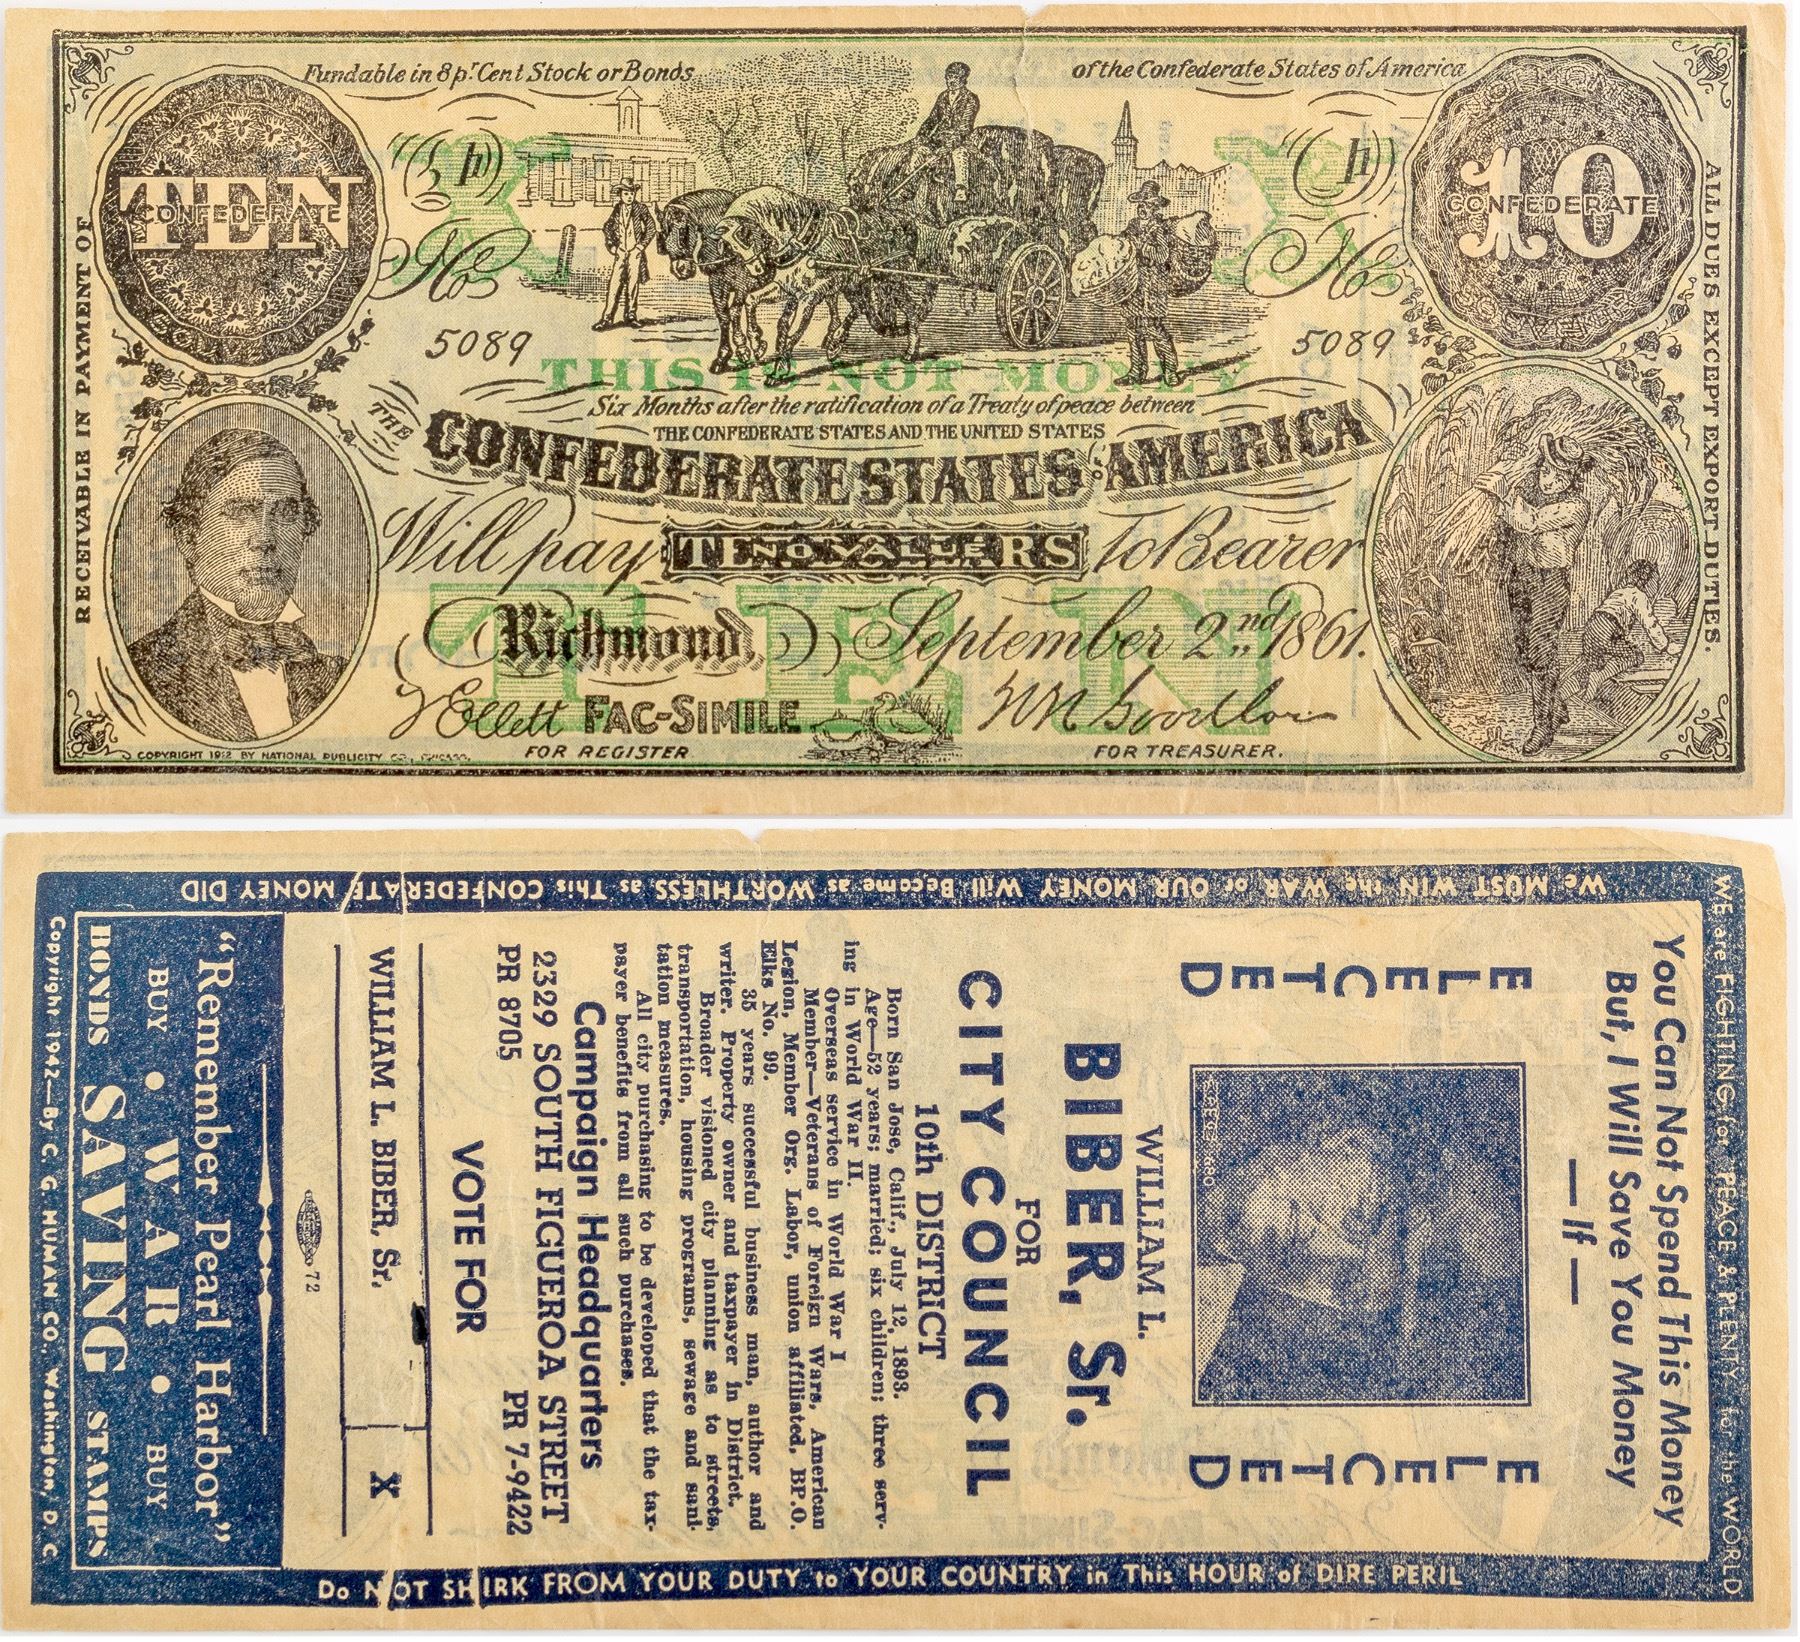 Fundable in 8 pr Cent Stock or Bonds of the Confederate States of America
TEN
CONFEDERATE
10
CONFEDERATE
X X
No No
5089 5089
RECEIVABLE IN PAYMENT OF
ALL DUES EXCEPT EXPORT DUTIES.
THIS IS NOT MONEY
Six Months after the ratification of a Treaty of peace between
THE CONFEDERATE STATES AND THE UNITED STATES
THE CONFEDERATE STATES OF AMERICA
Will pay TEN NO VALUE RS to Bearer
TEN
Richmond, September 2nd 1861.
J Ellett FAC-SIMILE
FOR REGISTER FOR TREASURER.
COPYRIGHT 1912 BY NATIONAL PUBLICITY CO., CHICAGO.
We MUST WIN the WAR or OUR MONEY Will Become as WORTHLESS as This CONFEDERATE MONEY DID
WE are FIGHTING for PEACE & PLENTY for the WORLD
You Can Not Spend This Money
But, I Will Save You Money
— If —
ELECTED ELECTED
WILLIAM L.
BIBER, Sr.
FOR
CITY COUNCIL
10th DISTRICT
Born San Jose, Calif., July 12, 1893.
Age—52 years; married; six children; three serv-
ing in World War II.
Overseas service in World War I
Member—Veterans of Foreign Wars, American
Legion, Member Org. Labor, union affiliated, BP.O.
Elks No. 99.
35 years successful business man, author and
writer. Property owner and taxpayer in District.
Broader visioned city planning as to streets,
transportation, housing programs, sewage and sani-
tation measures.
All city purchasing to be developed that the tax-
payer benefits from all such purchases.
Campaign Headquarters
2329 SOUTH FIGUEROA STREET
PR 8705 PR 7-9422
VOTE FOR
WILLIAM L. BIBER, Sr. X
72
"Remember Pearl Harbor"
BUY • WAR • BUY
BONDS SAVING STAMPS
Copyright 1942—By C. G. MUMAN CO., Washington, D. C
Do NOT SHIRK FROM YOUR DUTY to YOUR COUNTRY in This HOUR of DIRE PERIL